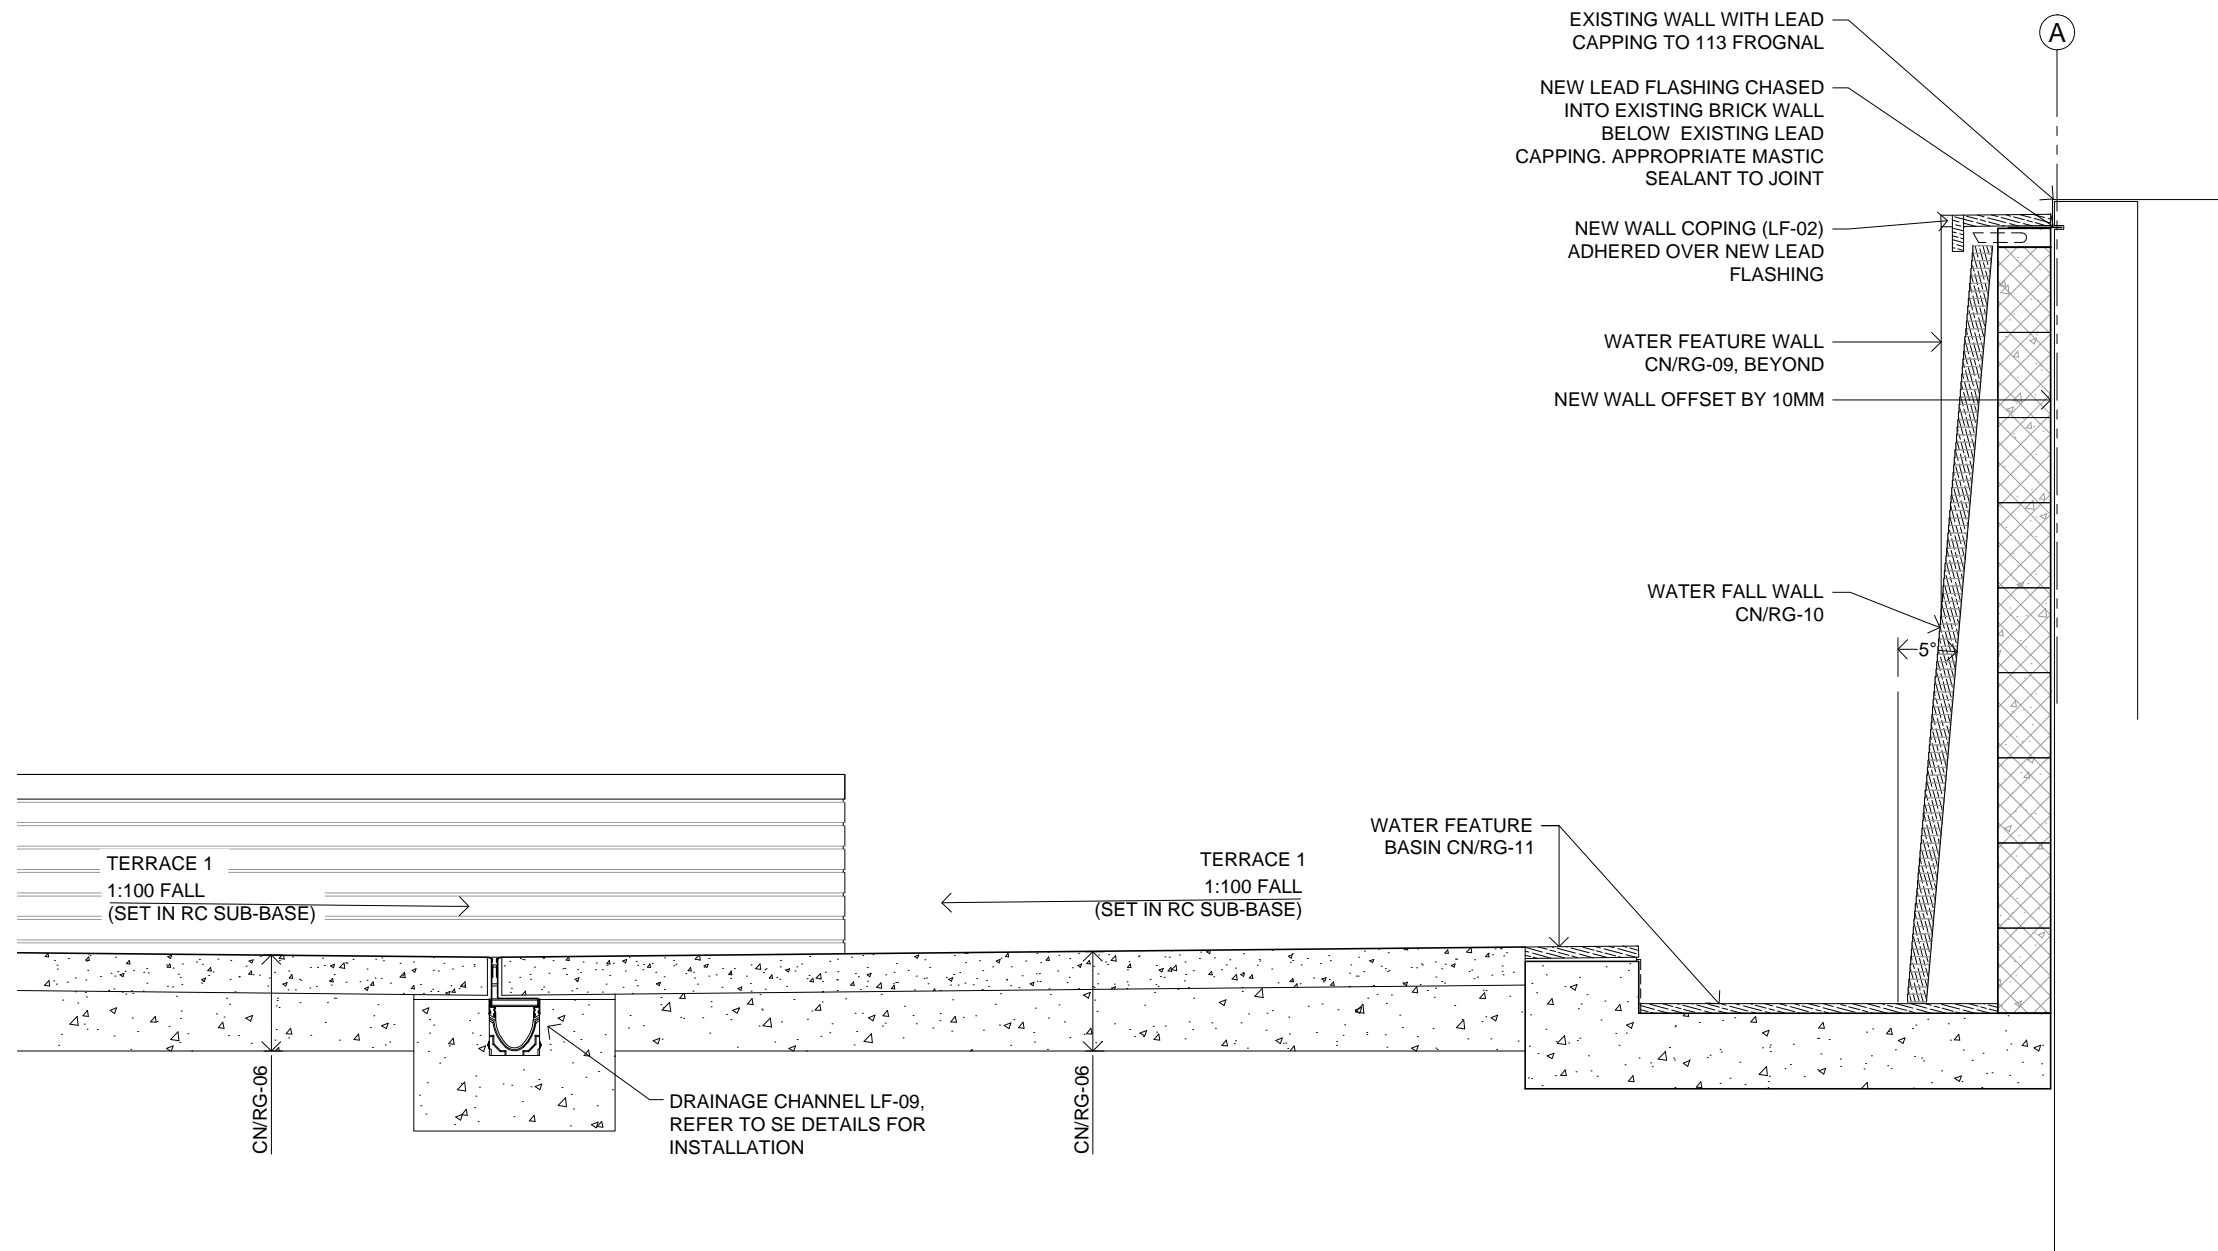 EXISTING WALL WITH LEAD
CAPPING TO 113 FROGNAL
A
NEW LEAD FLASHING CHASED
INTO EXISTING BRICK WALL
BELOW EXISTING LEAD
CAPPING. APPROPRIATE MASTIC
SEALANT TO JOINT
NEW WALL COPING (LF-02)
ADHERED OVER NEW LEAD
FLASHING
WATER FEATURE WALL
CN/RG-09, BEYOND
NEW WALL OFFSET BY 10MM
WATER FALL WALL
CN/RG-10
5°
WATER FEATURE
BASIN CN/RG-11
TERRACE 1
1:100 FALL
(SET IN RC SUB-BASE)
TERRACE 1
1:100 FALL
(SET IN RC SUB-BASE)
CN/RG-06
DRAINAGE CHANNEL LF-09,
REFER TO SE DETAILS FOR
INSTALLATION
CN/RG-06